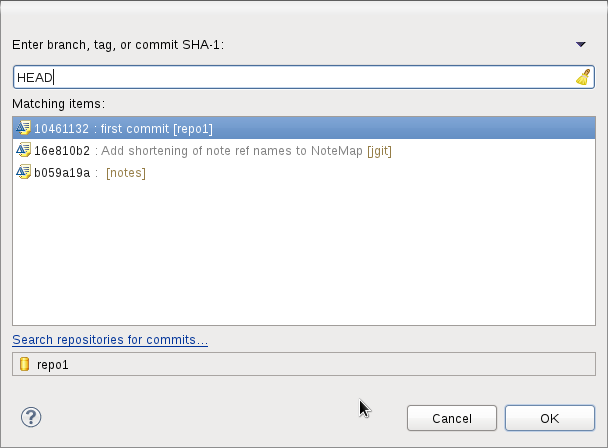 Enter branch, tag, or commit SHA-1:
HEAD
Matching items:
10461132 : first commit [repo1]
16e810b2 : Add shortening of note ref names to NoteMap [jgit]
b059a19a : [notes]
Search repositories for commits...
repo1
? Cancel OK